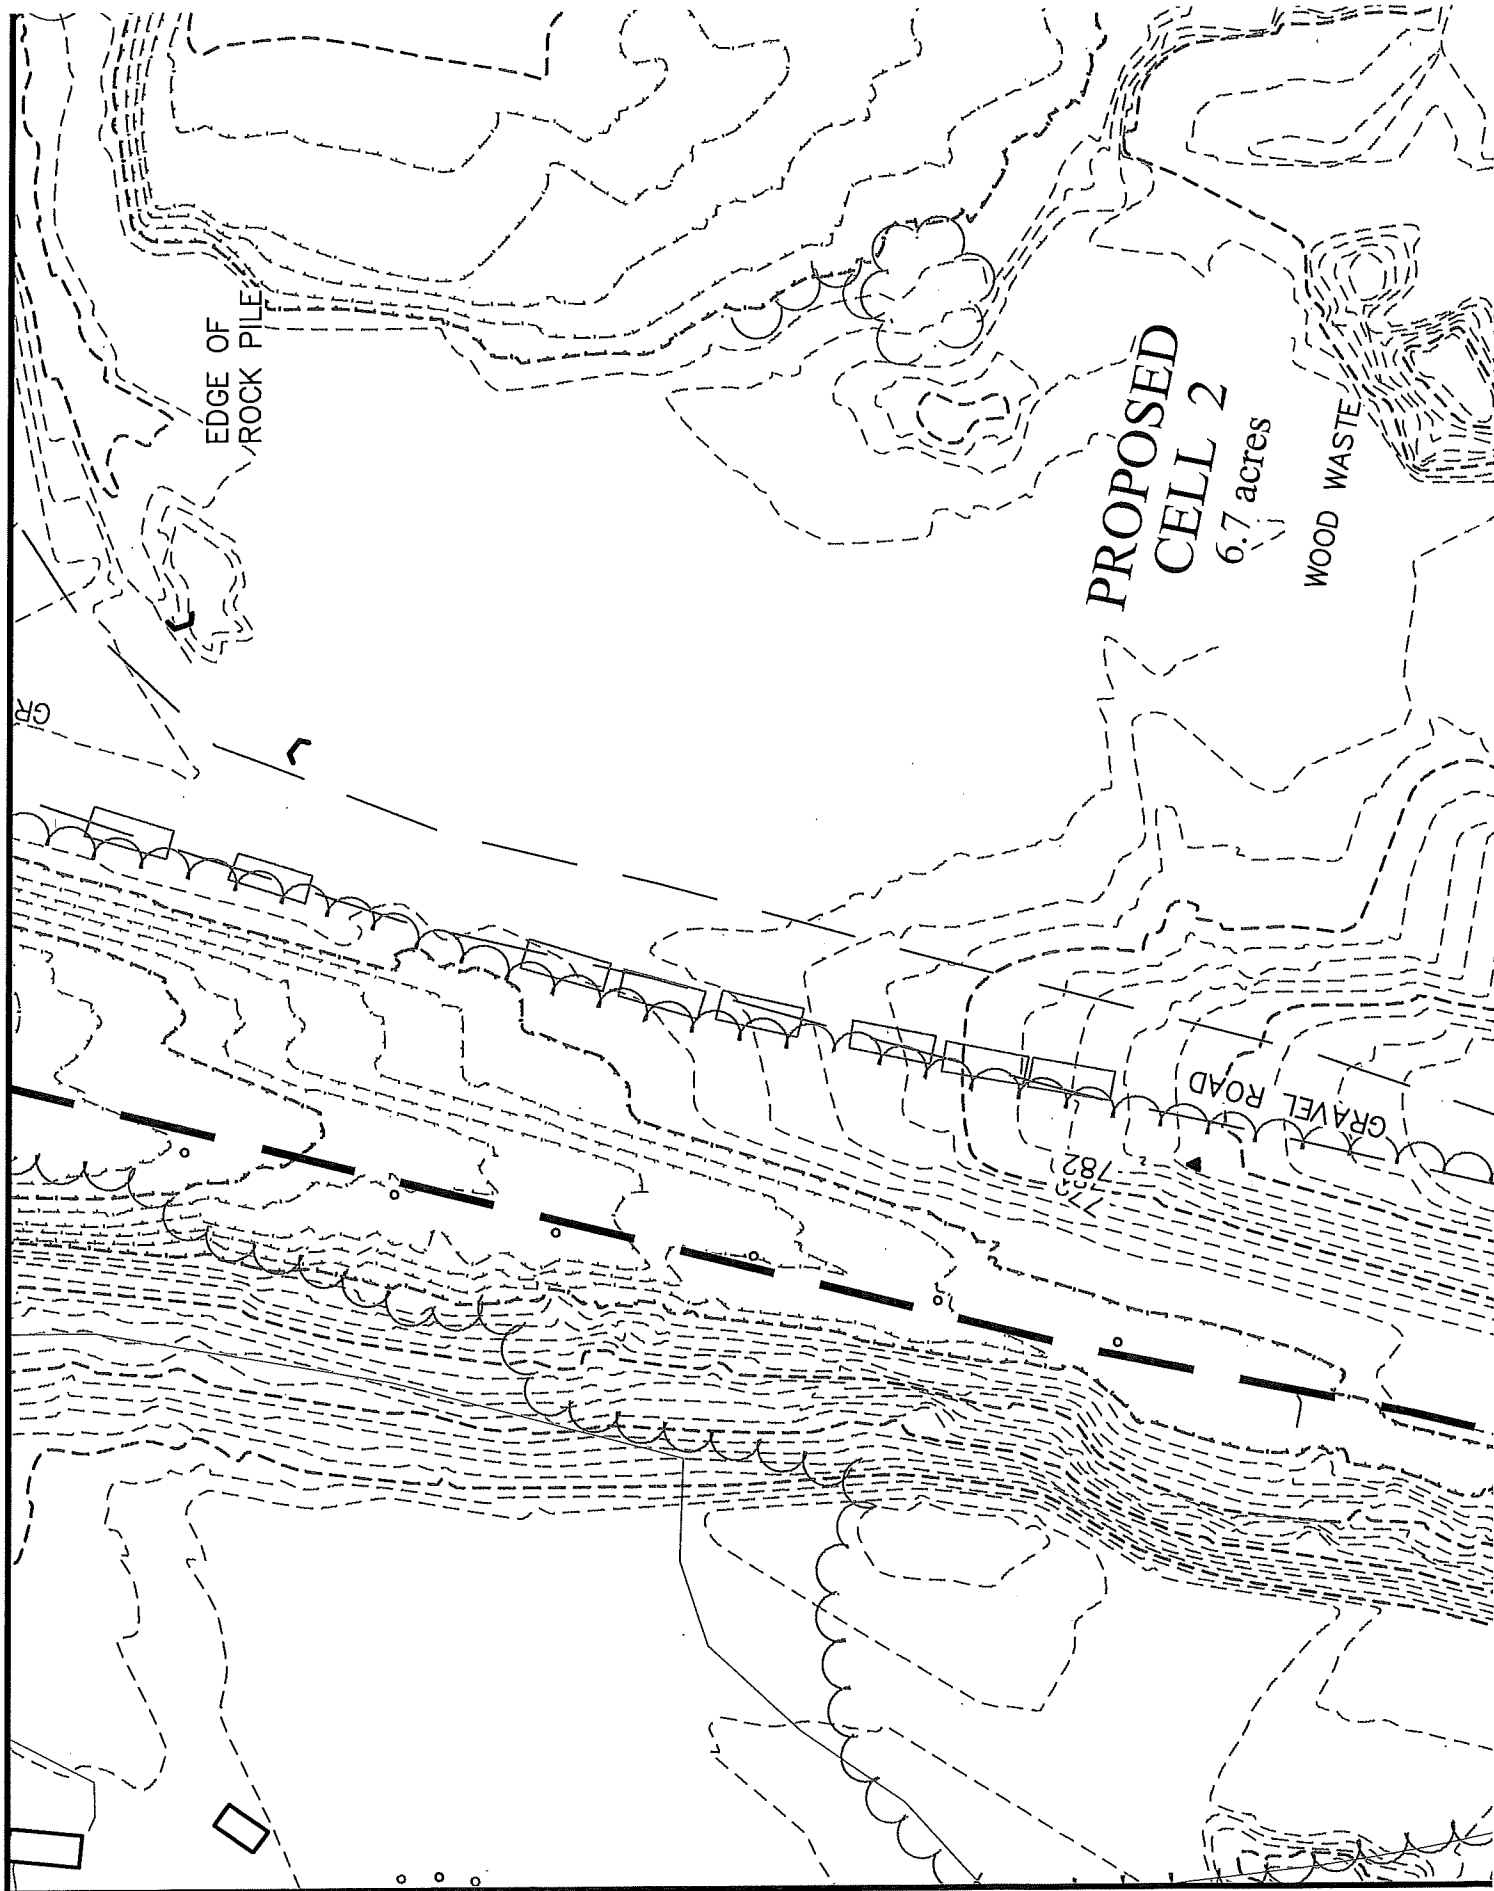 EDGE OF
ROCK PILE
PROPOSED
CELL 2
6.7 acres
WOOD WASTE
GR
GRAVEL ROAD
782